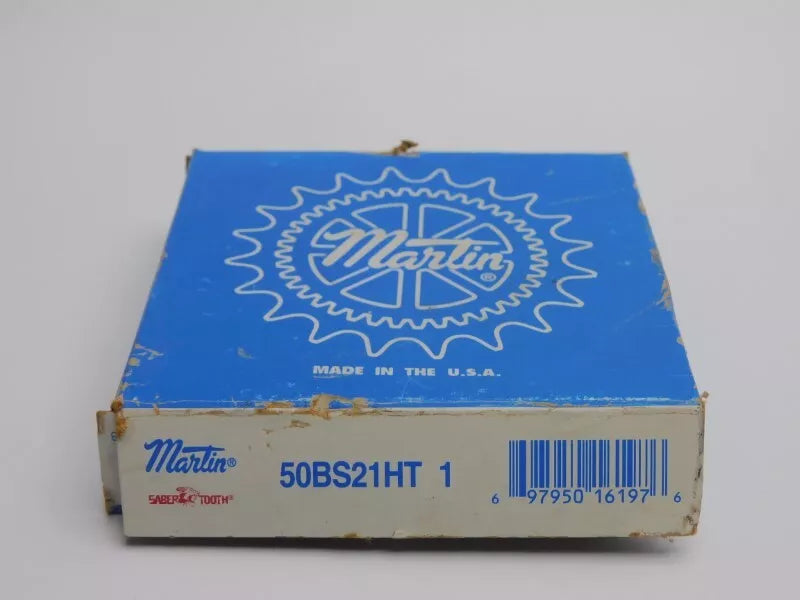 Martin®
MADE IN THE U.S.A.
Martin®
SABER TOOTH®
50BS21HT 1
6 97950 16197 6